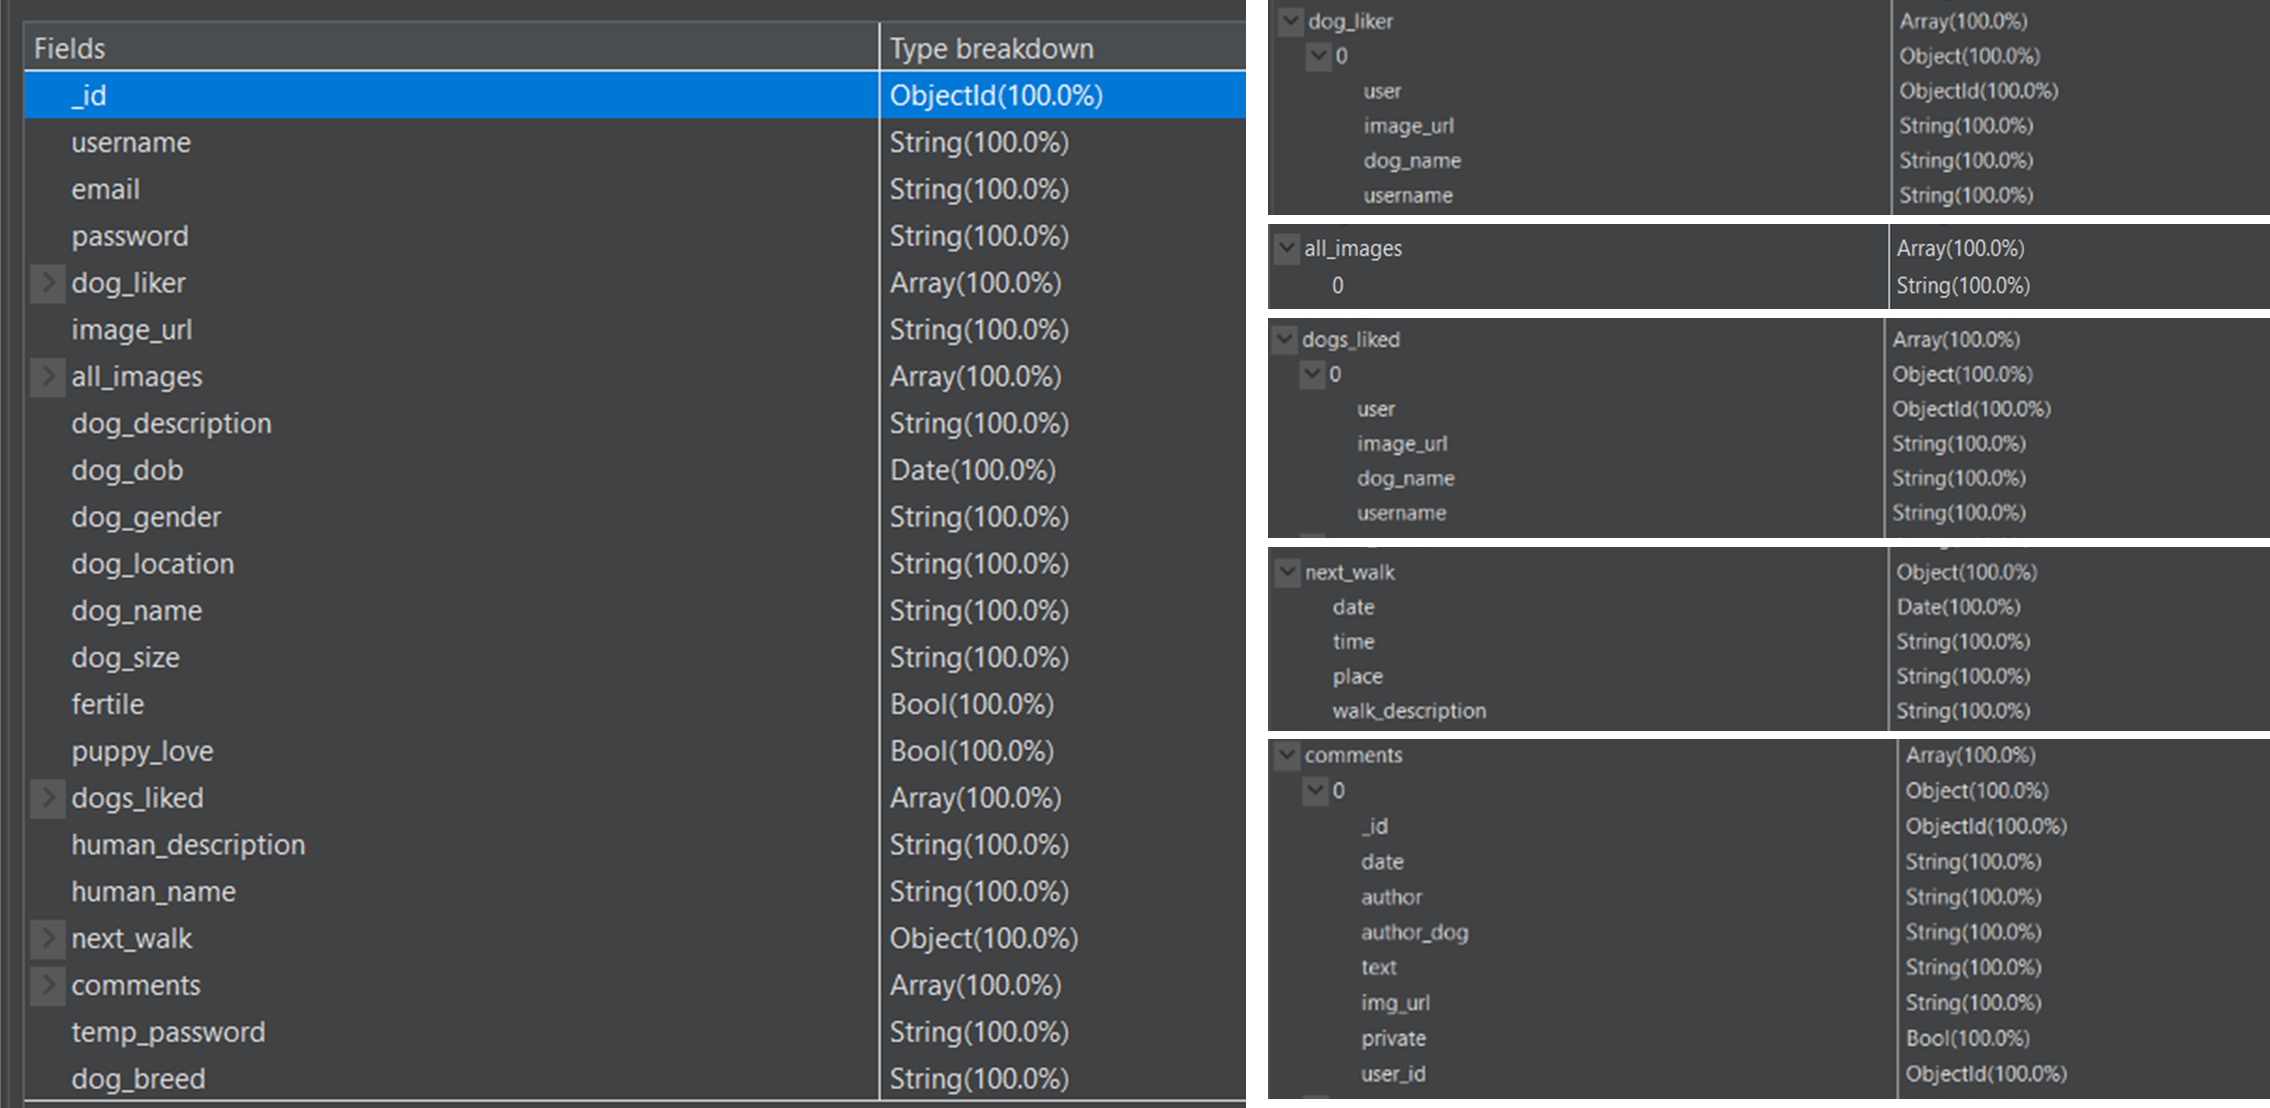 Fields Type breakdown
_id ObjectId(100.0%)
username String(100.0%)
email String(100.0%)
password String(100.0%)
dog_liker Array(100.0%)
image_url String(100.0%)
all_images Array(100.0%)
dog_description String(100.0%)
dog_dob Date(100.0%)
dog_gender String(100.0%)
dog_location String(100.0%)
dog_name String(100.0%)
dog_size String(100.0%)
fertile Bool(100.0%)
puppy_love Bool(100.0%)
dogs_liked Array(100.0%)
human_description String(100.0%)
human_name String(100.0%)
next_walk Object(100.0%)
comments Array(100.0%)
temp_password String(100.0%)
dog_breed String(100.0%)
dog_liker Array(100.0%)
0 Object(100.0%)
user ObjectId(100.0%)
image_url String(100.0%)
dog_name String(100.0%)
username String(100.0%)
all_images Array(100.0%)
0 String(100.0%)
dogs_liked Array(100.0%)
0 Object(100.0%)
user ObjectId(100.0%)
image_url String(100.0%)
dog_name String(100.0%)
username String(100.0%)
next_walk Object(100.0%)
date Date(100.0%)
time String(100.0%)
place String(100.0%)
walk_description String(100.0%)
comments Array(100.0%)
0 Object(100.0%)
_id ObjectId(100.0%)
date String(100.0%)
author String(100.0%)
author_dog String(100.0%)
text String(100.0%)
img_url String(100.0%)
private Bool(100.0%)
user_id ObjectId(100.0%)